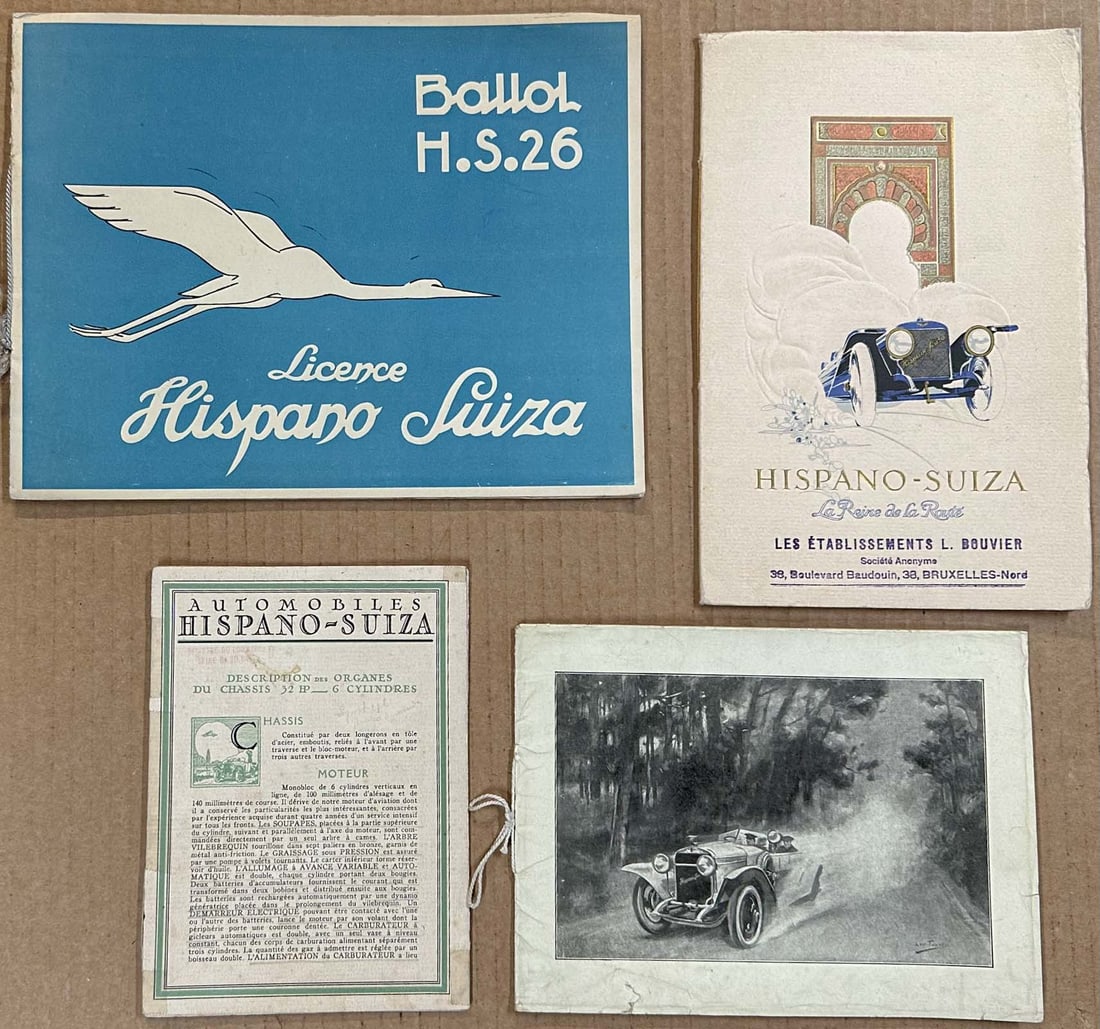 Ballot
H.S.26
Licence
Hispano Suiza
HISPANO-SUIZA
La Reine de la Route
LES ÉTABLISSEMENTS L. BOUVIER
Société Anonyme
38, Boulevard Baudouin, 38, BRUXELLES-Nord
AUTOMOBILES
HISPANO-SUIZA
DESCRIPTION DES ORGANES
DU CHASSIS 32 HP — 6 CYLINDRES
CHASSIS
Constitué par deux longerons en tôle
d'acier, emboutis, reliés à l'avant par une
traverse et le bloc-moteur, et à l'arrière par
trois autres traverses.
MOTEUR
Monobloc de 6 cylindres verticaux en
ligne, de 100 millimètres d'alésage et de
140 millimètres de course. Il dérive de notre moteur d'aviation dont
il a conservé les particularités les plus intéressantes, consacrées
par l'expérience acquise durant quatre années d'un service intensif
sur tous les fronts. Les SOUPAPES, placées à la partie supérieure
du cylindre, suivant et parallèlement à l'axe du moteur, sont com-
mandées directement par un seul arbre à cames. L'ARBRE
VILEBREQUIN tourillonne dans sept paliers en bronze, garnis de
métal anti-friction. Le GRAISSAGE sous PRESSION est assuré
par une pompe à volets tournants. Le carter inférieur forme réser-
voir d'huile. L'ALLUMAGE à AVANCE VARIABLE et AUTO-
MATIQUE est double, chaque cylindre portant deux bougies.
Deux batteries d'accumulateurs fournissent le courant qui est
transformé dans deux bobines et distribué ensuite aux bougies.
Les batteries sont rechargées automatiquement par une dynamo
génératrice placée dans le prolongement du vilebrequin. Un
DÉMARREUR ÉLECTRIQUE pouvant être contacté avec l'une
ou l'autre des batteries, lance le moteur par son volant dont la
périphérie porte une couronne dentée. Le CARBURATEUR à
gicleurs automatiques est double, avec un seul vase à niveau
constant, chacun des corps de carburation alimentant séparément
trois cylindres. La quantité des gaz à admettre est réglée par un
boisseau double. L'ALIMENTATION du CARBURATEUR a lieu